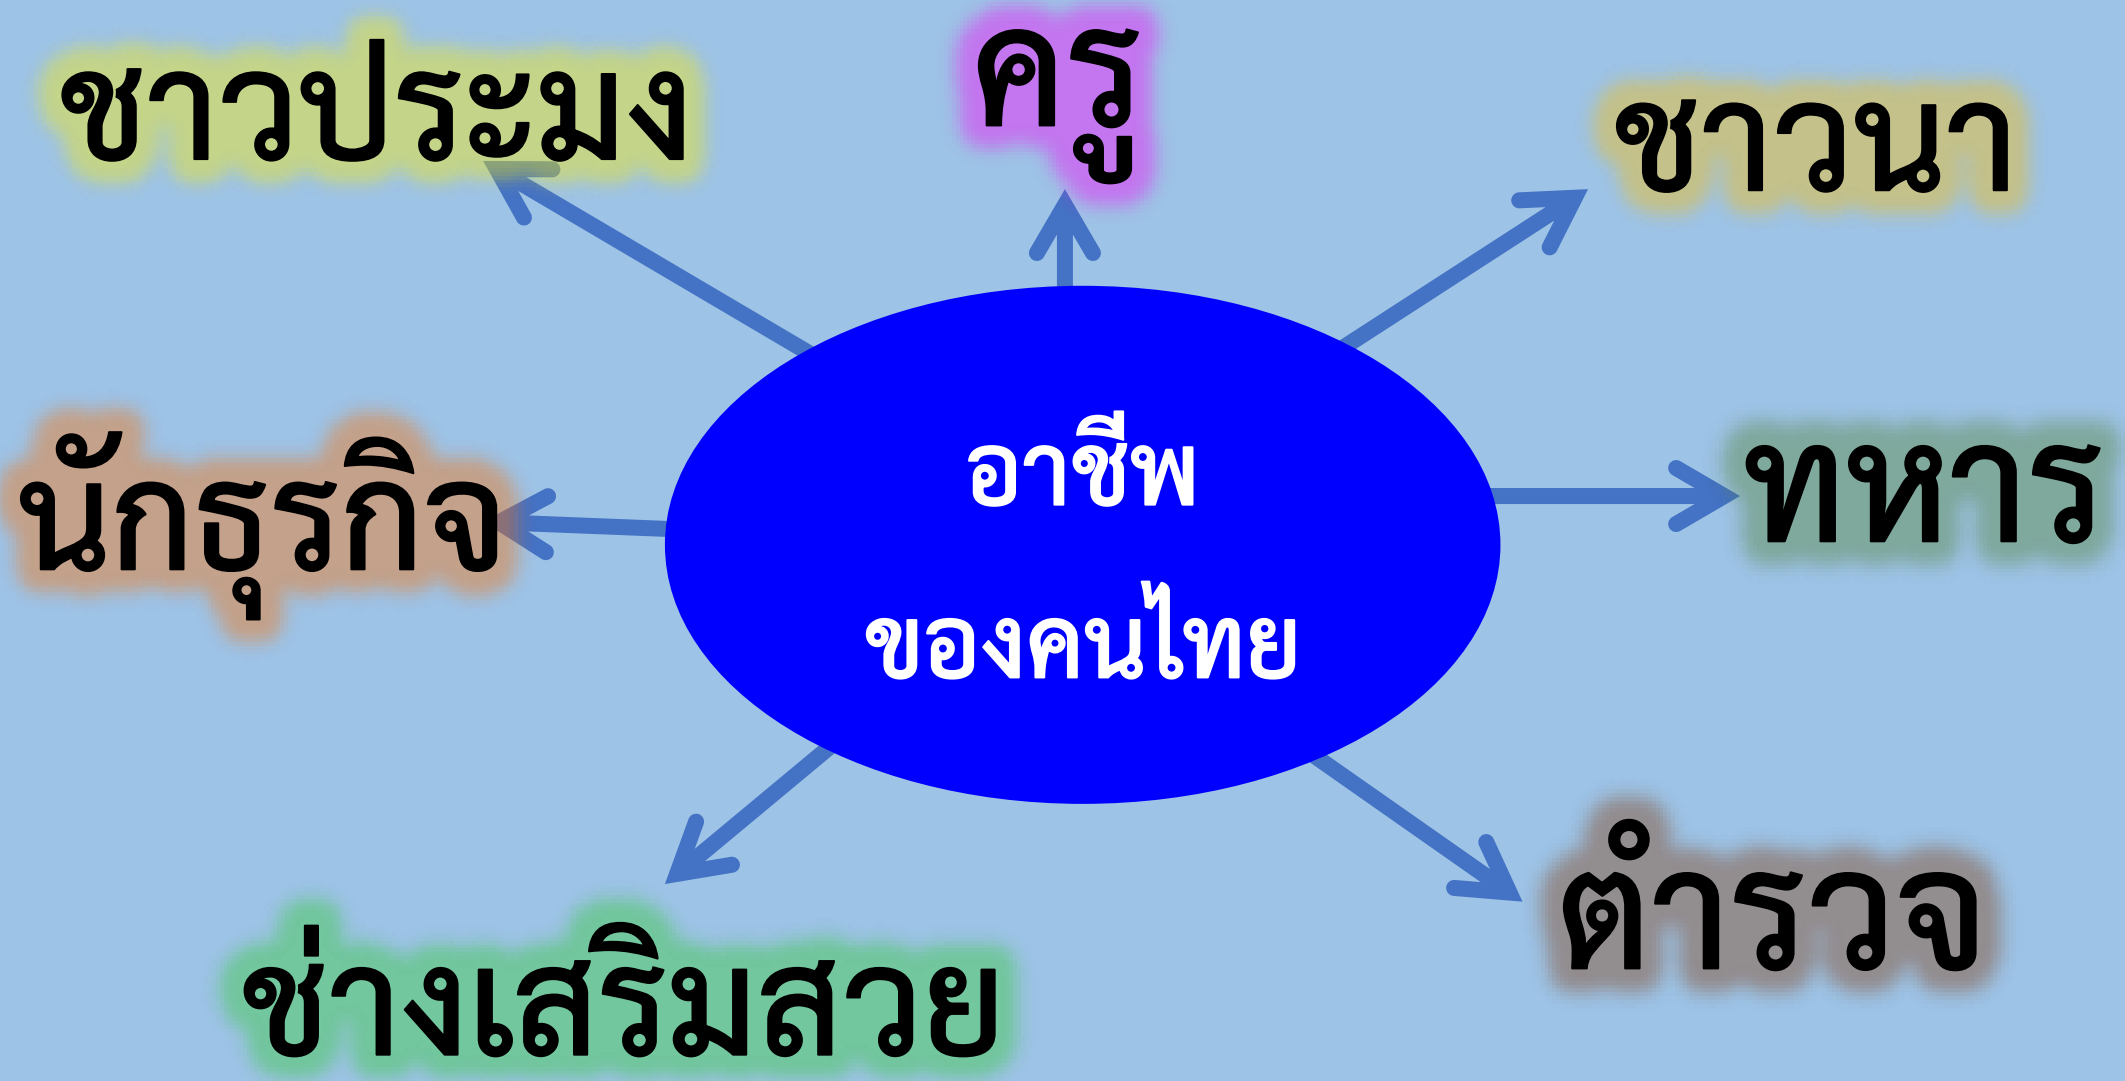 ชาวประมง
ครู
ชาวนา
นักธุรกิจ
อาชีพ
ของคนไทย
ทหาร
ช่างเสริมสวย
ตำรวจ